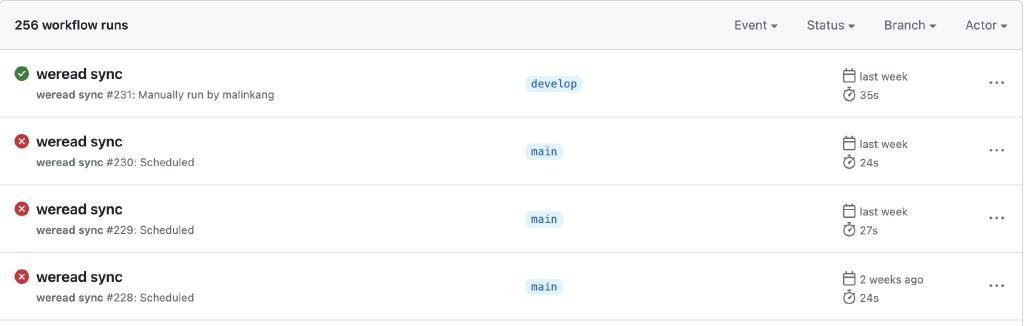 256 workflow runs Event Status Branch Actor
weread sync
develop last week
weread sync #231: Manually run by malinkang 35s
weread sync
main last week
weread sync #230: Scheduled 24s
weread sync
main last week
weread sync #229: Scheduled 27s
weread sync
main 2 weeks ago
weread sync #228: Scheduled 24s